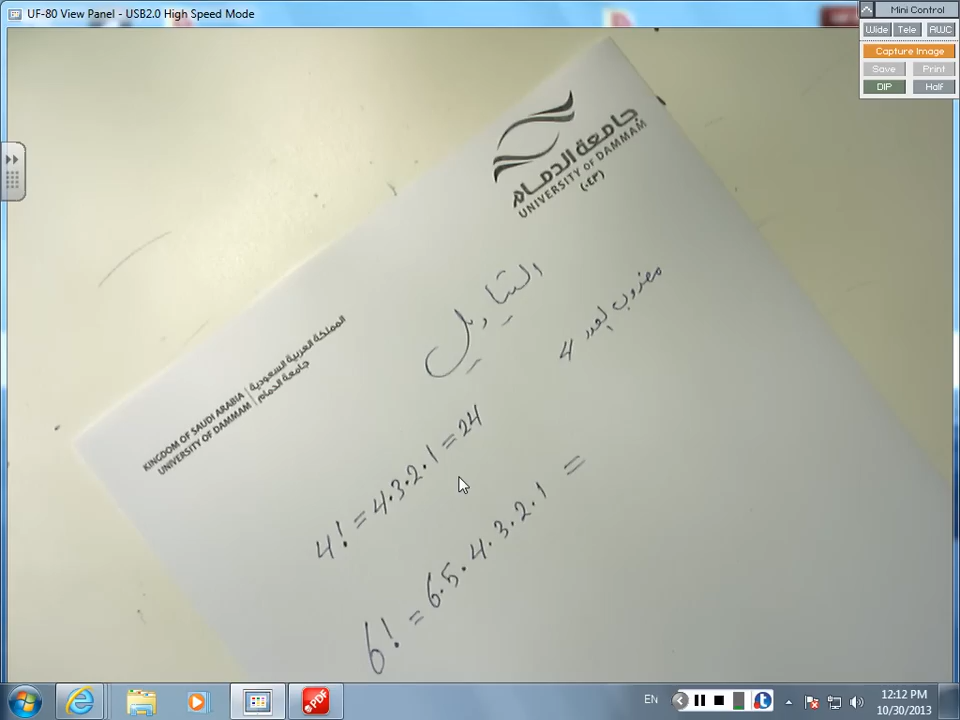 UF-80 View Panel - USB2.0 High Speed Mode
Mini Control
Wide Tele AWC
Capture Image
Save Print
DIP Half
جامعة الدمام
UNIVERSITY OF DAMMAM
(٠٤٣)
المملكة العربية السعودية
جامعة الدمام
KINGDOM OF SAUDI ARABIA
UNIVERSITY OF DAMMAM
التباديل
مضروب العدد 4
4! = 4·3·2·1 = 24
6! = 6·5·4·3·2·1 =
PDF
EN
12:12 PM
10/30/2013